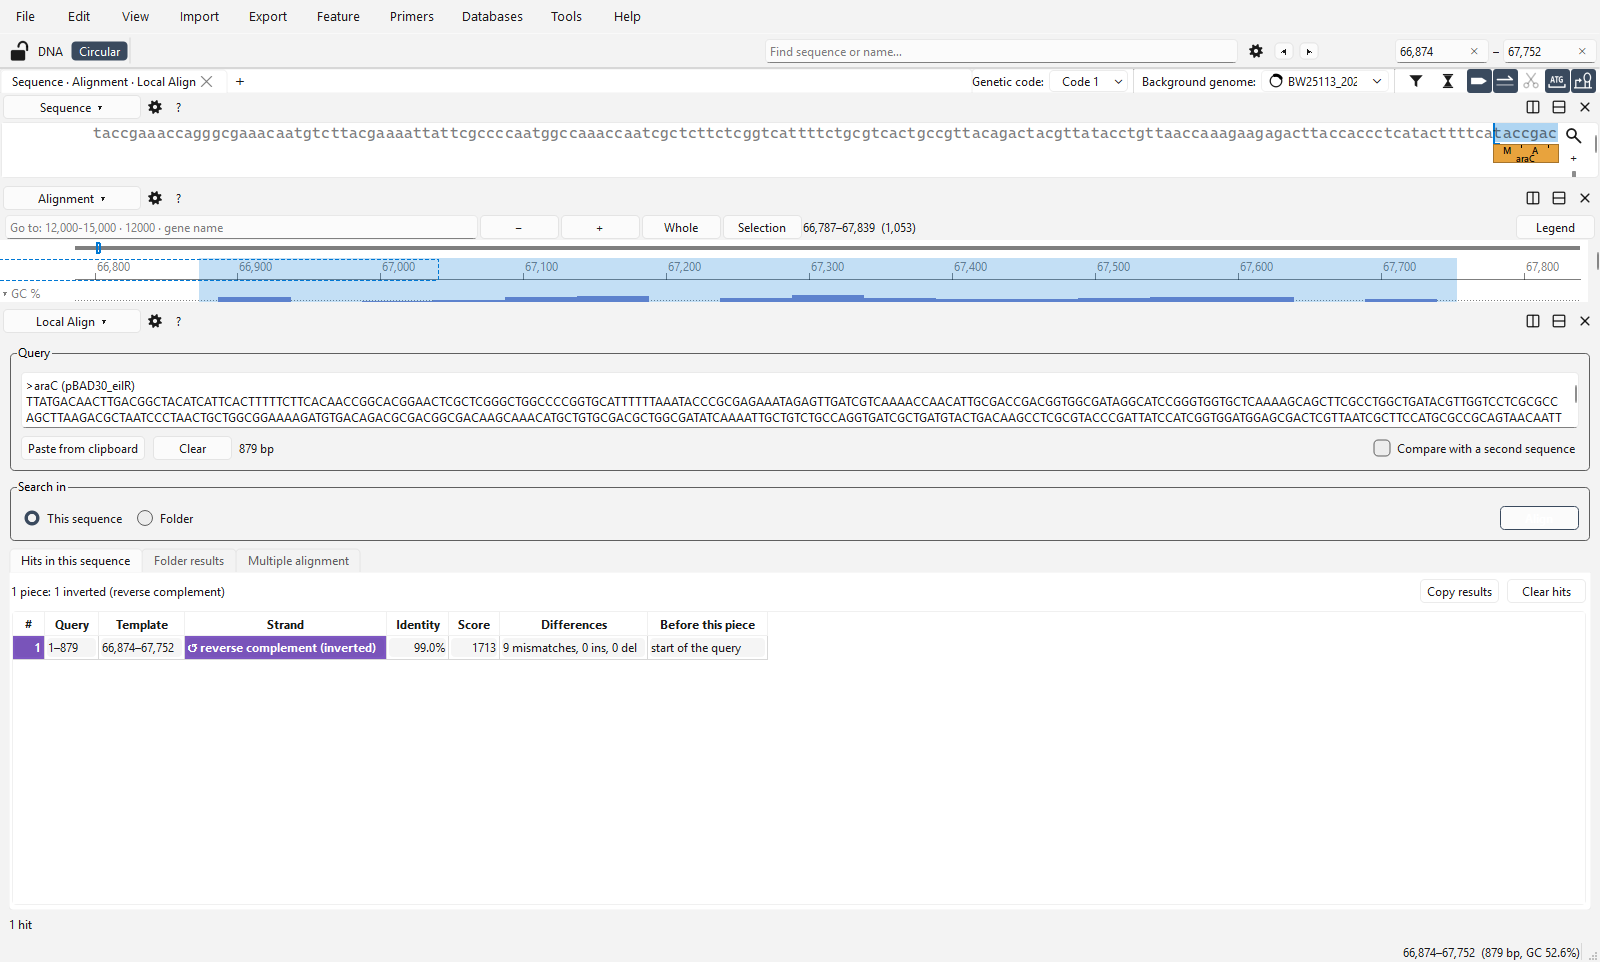 File Edit View Import Export Feature Primers Databases Tools Help
DNA Circular Find sequence or name... 66,874 × – 67,752 ×
Sequence · Alignment · Local Align + Genetic code: Code 1 Background genome: BW25113_202 ATG
Sequence ?
taccgaaaccagggcgaaacaatgtcttacgaaaattattcgccccaatggccaaaccaatcgctcttctcggtcattttctgcgtcactgccgttacagactacgttatacctgttaaccaaagaagagacttaccaccctcatacttttcataccgac
M A
araC
+
Alignment ?
Go to: 12,000-15,000 · 12000 · gene name – + Whole Selection 66,787–67,839 (1,053) Legend
66,800 66,900 67,000 67,100 67,200 67,300 67,400 67,500 67,600 67,700 67,800
GC %
Local Align ?
Query
>araC (pBAD30_eilR)
TTATGACAACTTGACGGCTACATCATTCACTTTTTCTTCACAACCGGCACGGAACTCGCTCGGGCTGGCCCCGGTGCATTTTTTAAATACCCGCGAGAAATAGAGTTGATCGTCAAAACCAACATTGCGACCGACGGTGGCGATAGGCATCCGGGTGGTGCTCAAAAGCAGCTTCGCCTGGCTGATACGTTGGTCCTCGCGCC
AGCTTAAGACGCTAATCCCTAACTGCTGGCGGAAAAGATGTGACAGACGCGACGGCGACAAGCAAACATGCTGTGCGACGCTGGCGATATCAAAATTGCTGTCTGCCAGGTGATCGCTGATGTACTGACAAGCCTCGCGTACCCGATTATCCATCGGTGGATGGAGCGACTCGTTAATCGCTTCCATGCGCCGCAGTAACAATT
Paste from clipboard Clear 879 bp Compare with a second sequence
Search in
This sequence Folder
Hits in this sequence Folder results Multiple alignment
1 piece: 1 inverted (reverse complement) Copy results Clear hits
# Query Template Strand Identity Score Differences Before this piece
1 1–879 66,874–67,752 ↺ reverse complement (inverted) 99.0% 1713 9 mismatches, 0 ins, 0 del start of the query
1 hit
66,874–67,752 (879 bp, GC 52.6%)